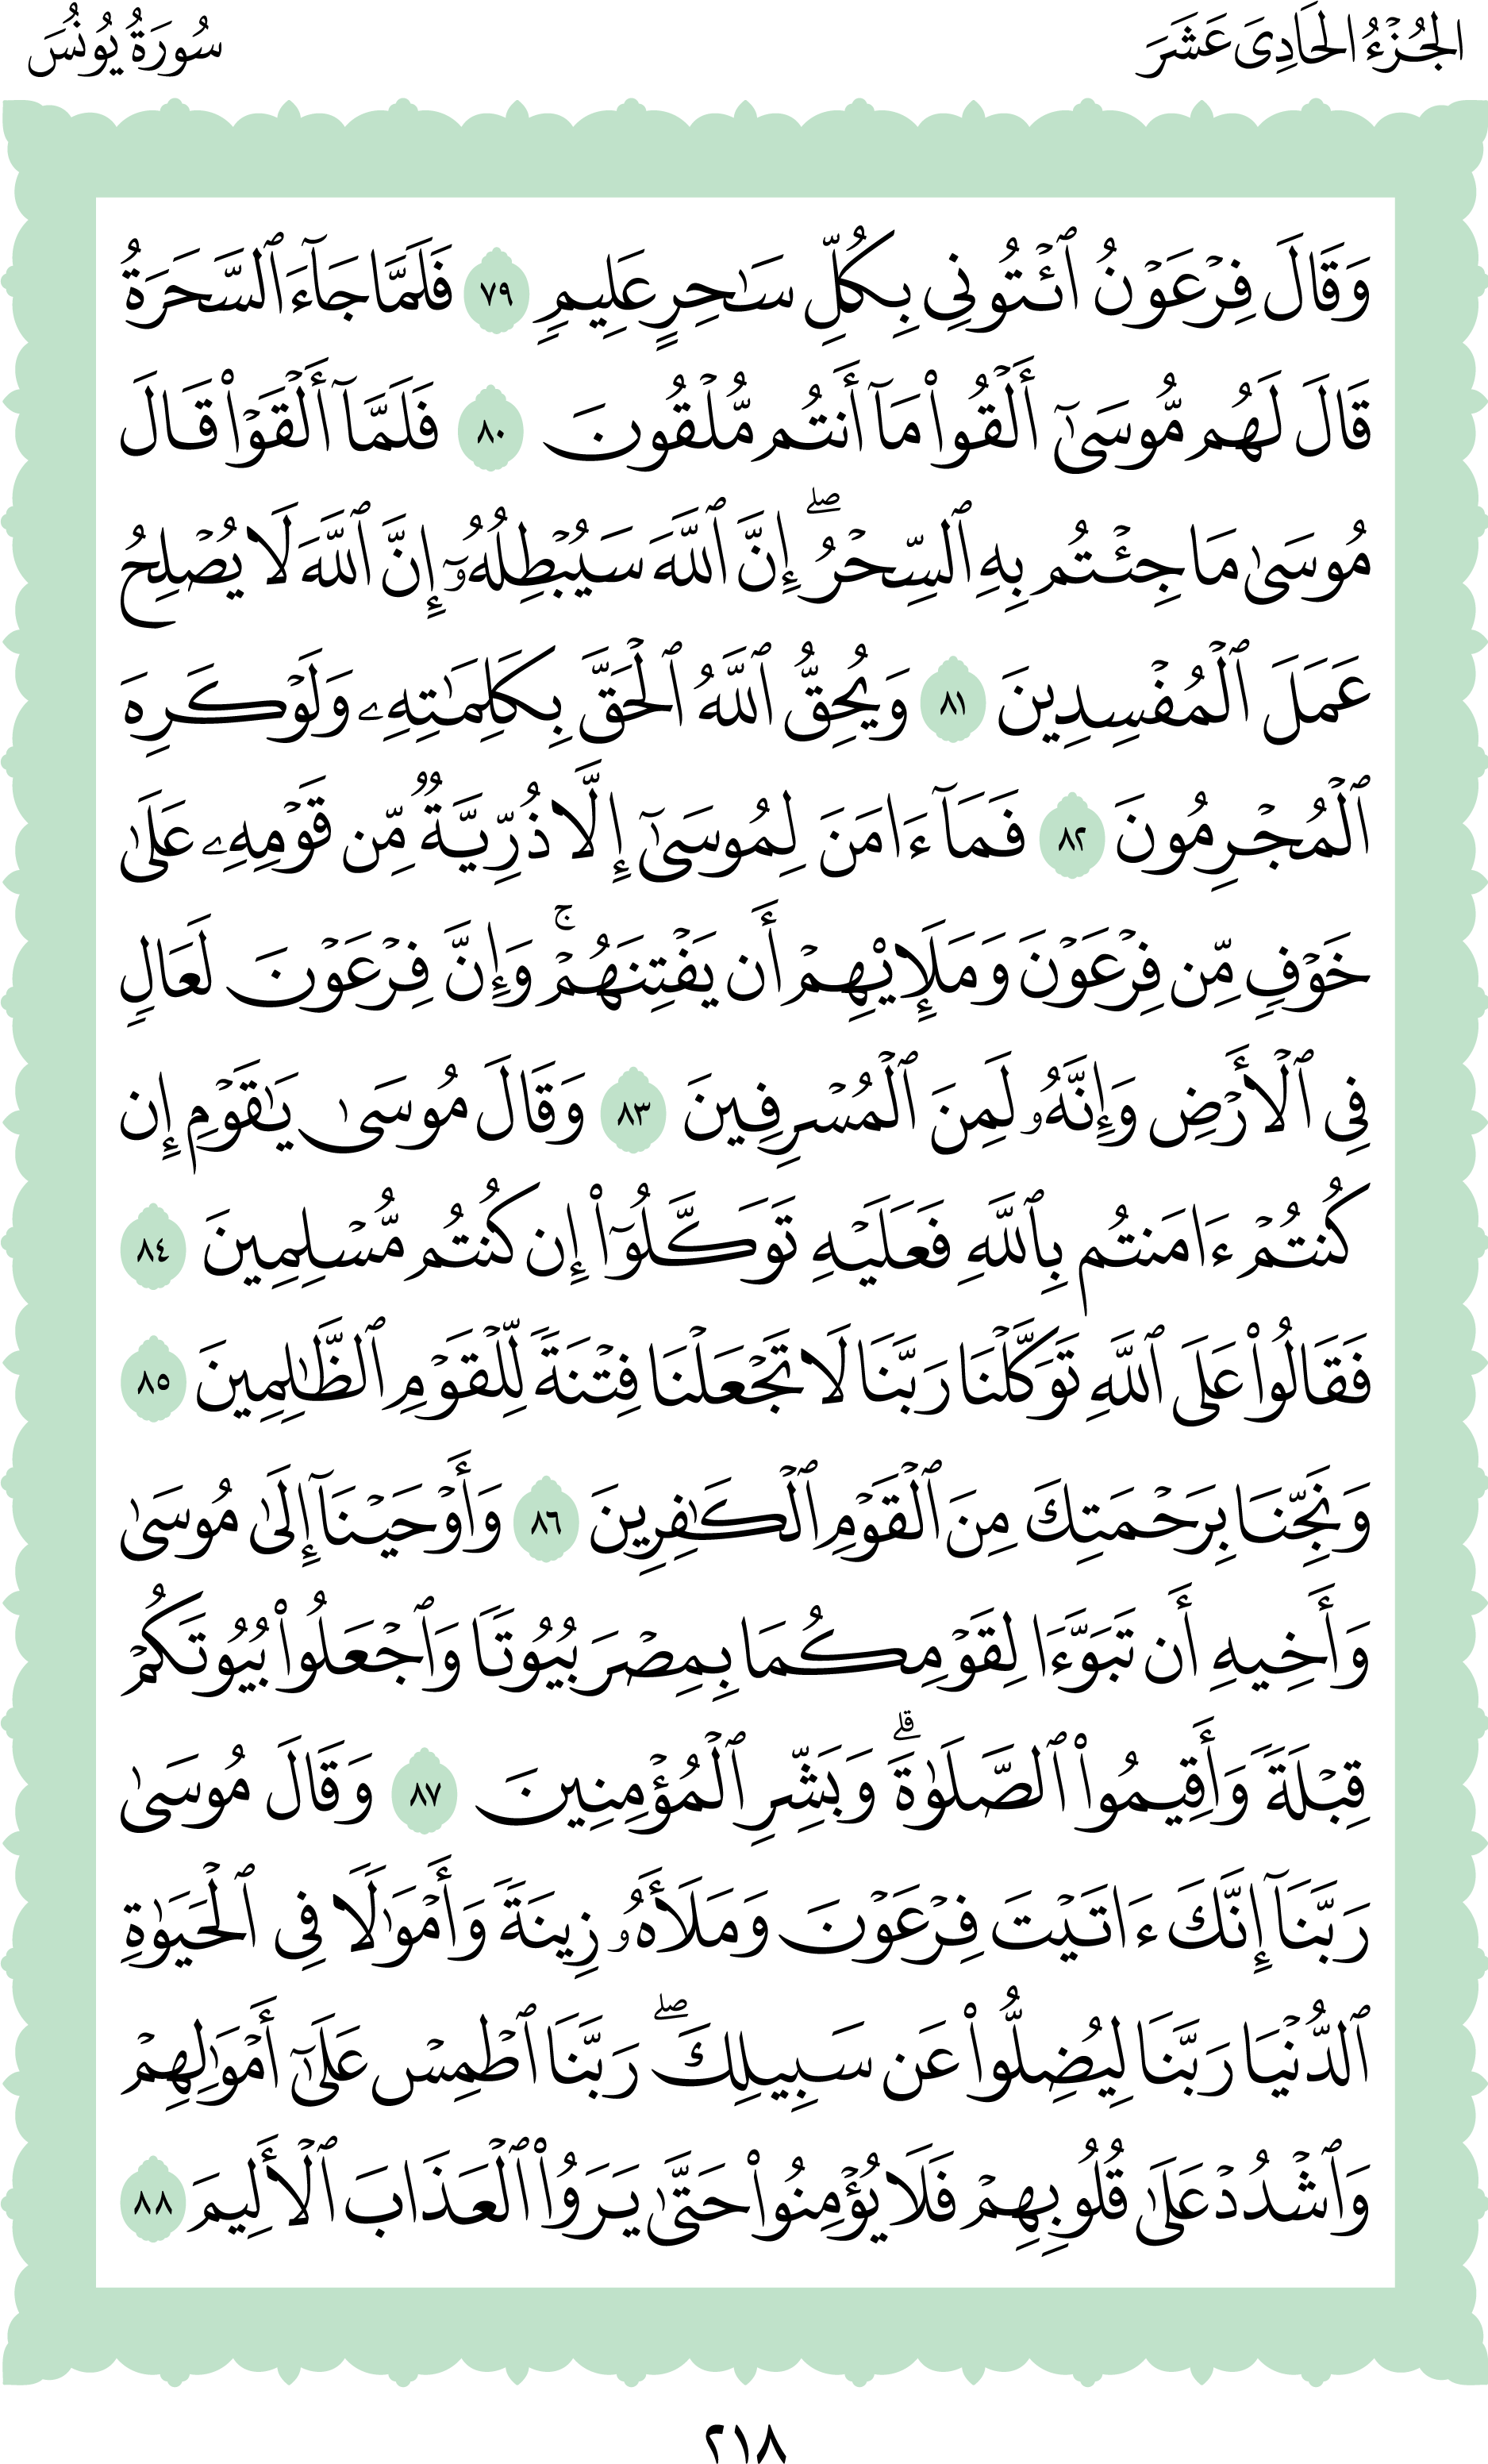 الجُزْءُ الحَادِىَ عَشَرَ
سُورَةُ يُونُسَ
وَقَالَ فِرْعَوْنُ ٱئْتُونِى بِكُلِّ سَـٰحِرٍ عَلِيمٍ ٧٩ فَلَمَّا جَآءَ ٱلسَّحَرَةُ
قَالَ لَهُم مُّوسَىٰٓ أَلْقُوا۟ مَآ أَنتُم مُّلْقُونَ ٨٠ فَلَمَّآ أَلْقَوْا۟ قَالَ
مُوسَىٰ مَا جِئْتُم بِهِ ٱلسِّحْرُ ۖ إِنَّ ٱللَّهَ سَيُبْطِلُهُۥٓ إِنَّ ٱللَّهَ لَا يُصْلِحُ
عَمَلَ ٱلْمُفْسِدِينَ ٨١ وَيُحِقُّ ٱللَّهُ ٱلْحَقَّ بِكَلِمَـٰتِهِۦ وَلَوْ كَرِهَ
ٱلْمُجْرِمُونَ ٨٢ فَمَآ ءَامَنَ لِمُوسَىٰٓ إِلَّا ذُرِّيَّةٌ مِّن قَوْمِهِۦ عَلَىٰ
خَوْفٍ مِّن فِرْعَوْنَ وَمَلَإِي۟هِمْ أَن يَفْتِنَهُمْ ۚ وَإِنَّ فِرْعَوْنَ لَعَالٍ
فِى ٱلْأَرْضِ وَإِنَّهُۥ لَمِنَ ٱلْمُسْرِفِينَ ٨٣ وَقَالَ مُوسَىٰ يَـٰقَوْمِ إِن
كُنتُمْ ءَامَنتُم بِٱللَّهِ فَعَلَيْهِ تَوَكَّلُوٓا۟ إِن كُنتُم مُّسْلِمِينَ ٨٤
فَقَالُوا۟ عَلَى ٱللَّهِ تَوَكَّلْنَا رَبَّنَا لَا تَجْعَلْنَا فِتْنَةً لِّلْقَوْمِ ٱلظَّـٰلِمِينَ ٨٥
وَنَجِّنَا بِرَحْمَتِكَ مِنَ ٱلْقَوْمِ ٱلْكَـٰفِرِينَ ٨٦ وَأَوْحَيْنَآ إِلَىٰ مُوسَىٰ
وَأَخِيهِ أَن تَبَوَّءَا لِقَوْمِكُمَا بِمِصْرَ بُيُوتًا وَٱجْعَلُوا۟ بُيُوتَكُمْ
قِبْلَةً وَأَقِيمُوا۟ ٱلصَّلَوٰةَ ۗ وَبَشِّرِ ٱلْمُؤْمِنِينَ ٨٧ وَقَالَ مُوسَىٰ
رَبَّنَآ إِنَّكَ ءَاتَيْتَ فِرْعَوْنَ وَمَلَأَهُۥ زِينَةً وَأَمْوَٰلًا فِى ٱلْحَيَوٰةِ
ٱلدُّنْيَا رَبَّنَا لِيُضِلُّوا۟ عَن سَبِيلِكَ ۖ رَبَّنَا ٱطْمِسْ عَلَىٰٓ أَمْوَٰلِهِمْ
وَٱشْدُدْ عَلَىٰ قُلُوبِهِمْ فَلَا يُؤْمِنُوا۟ حَتَّىٰ يَرَوُا۟ ٱلْعَذَابَ ٱلْأَلِيمَ ٨٨
٢١٨